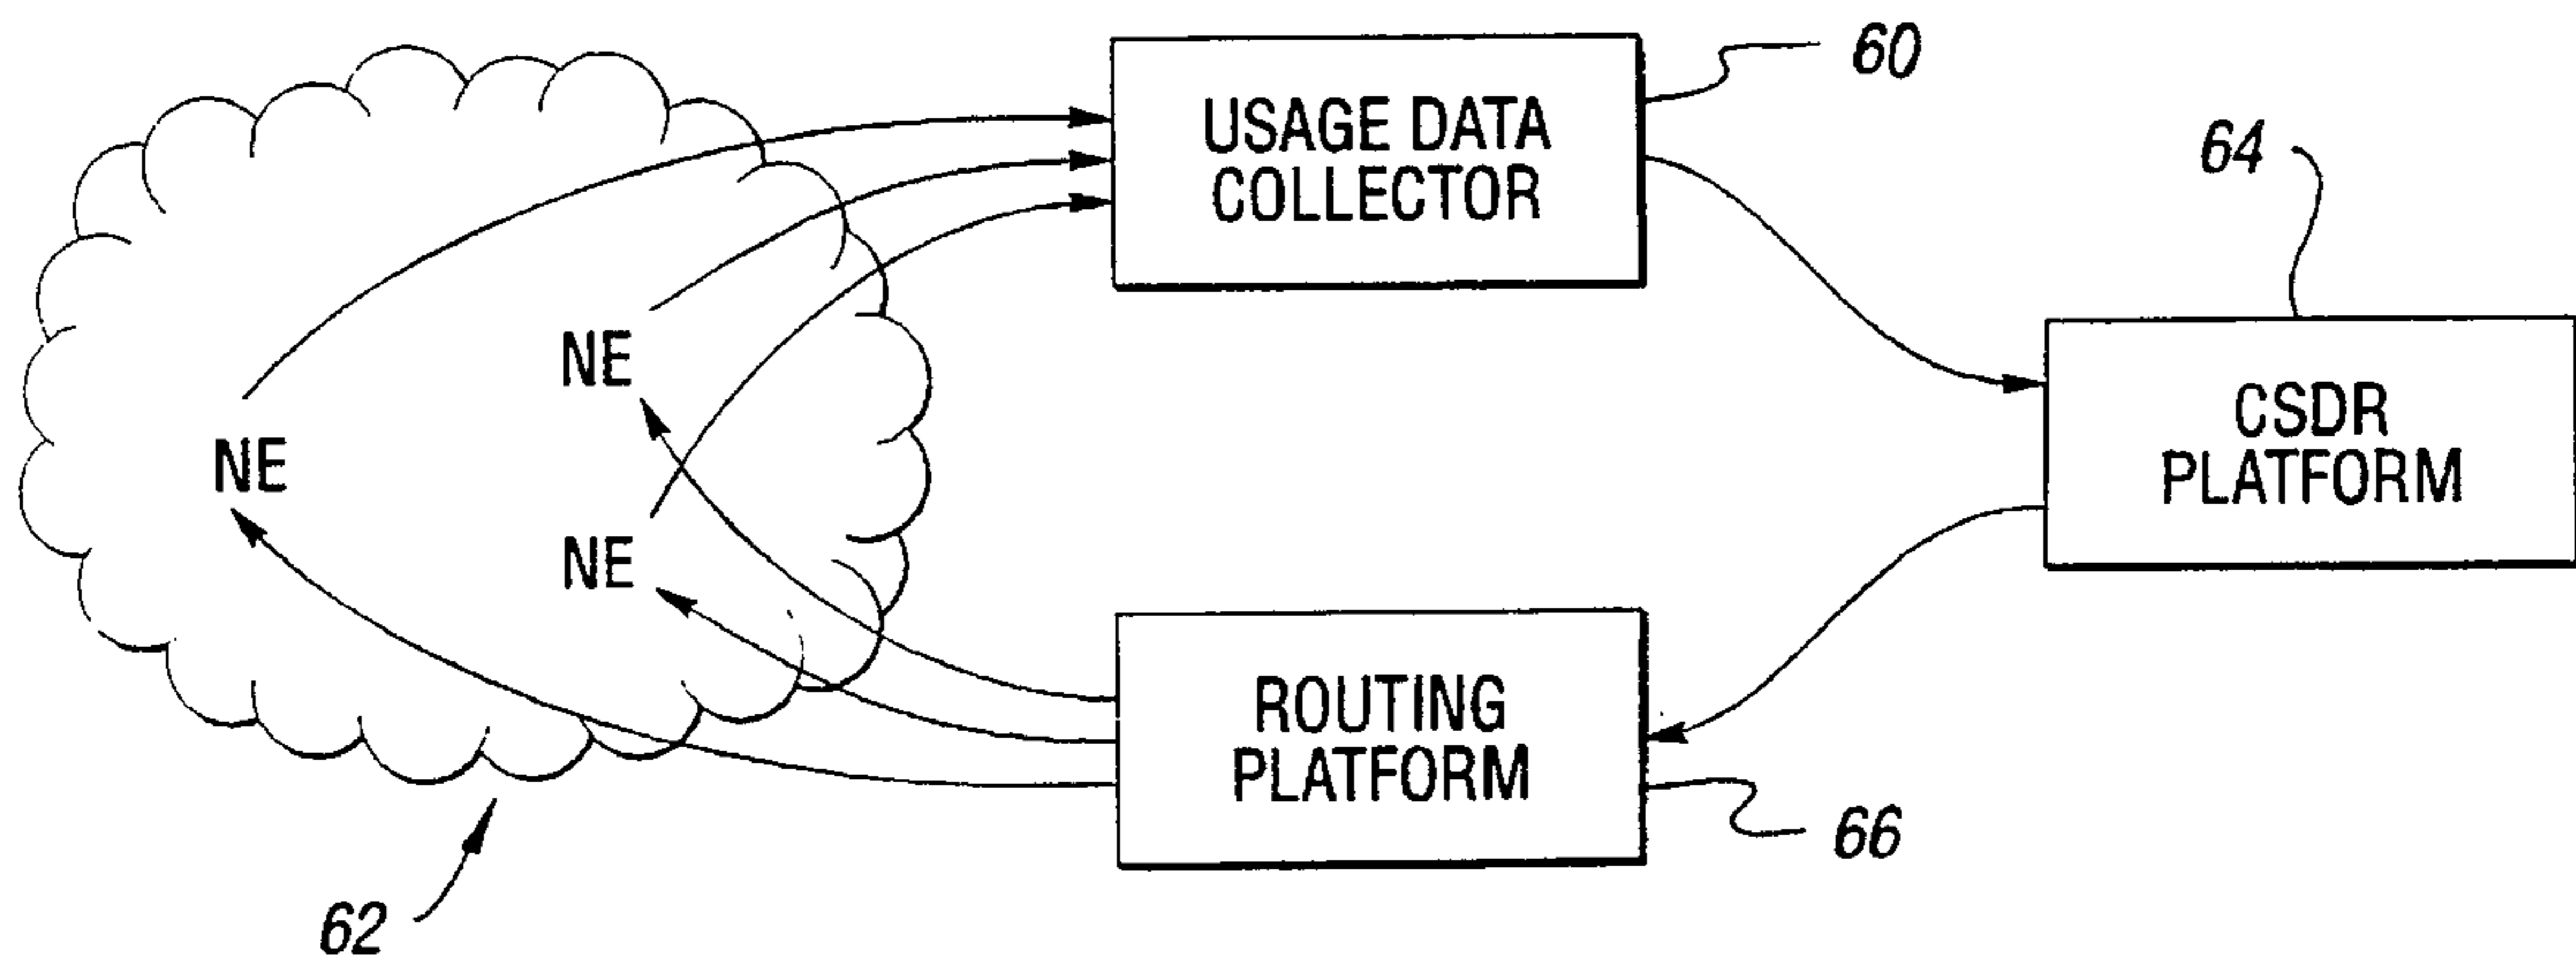 60
USAGE DATA
COLLECTOR
64
NE
CSDR
PLATFORM
NE
NE
ROUTING
PLATFORM
66
62